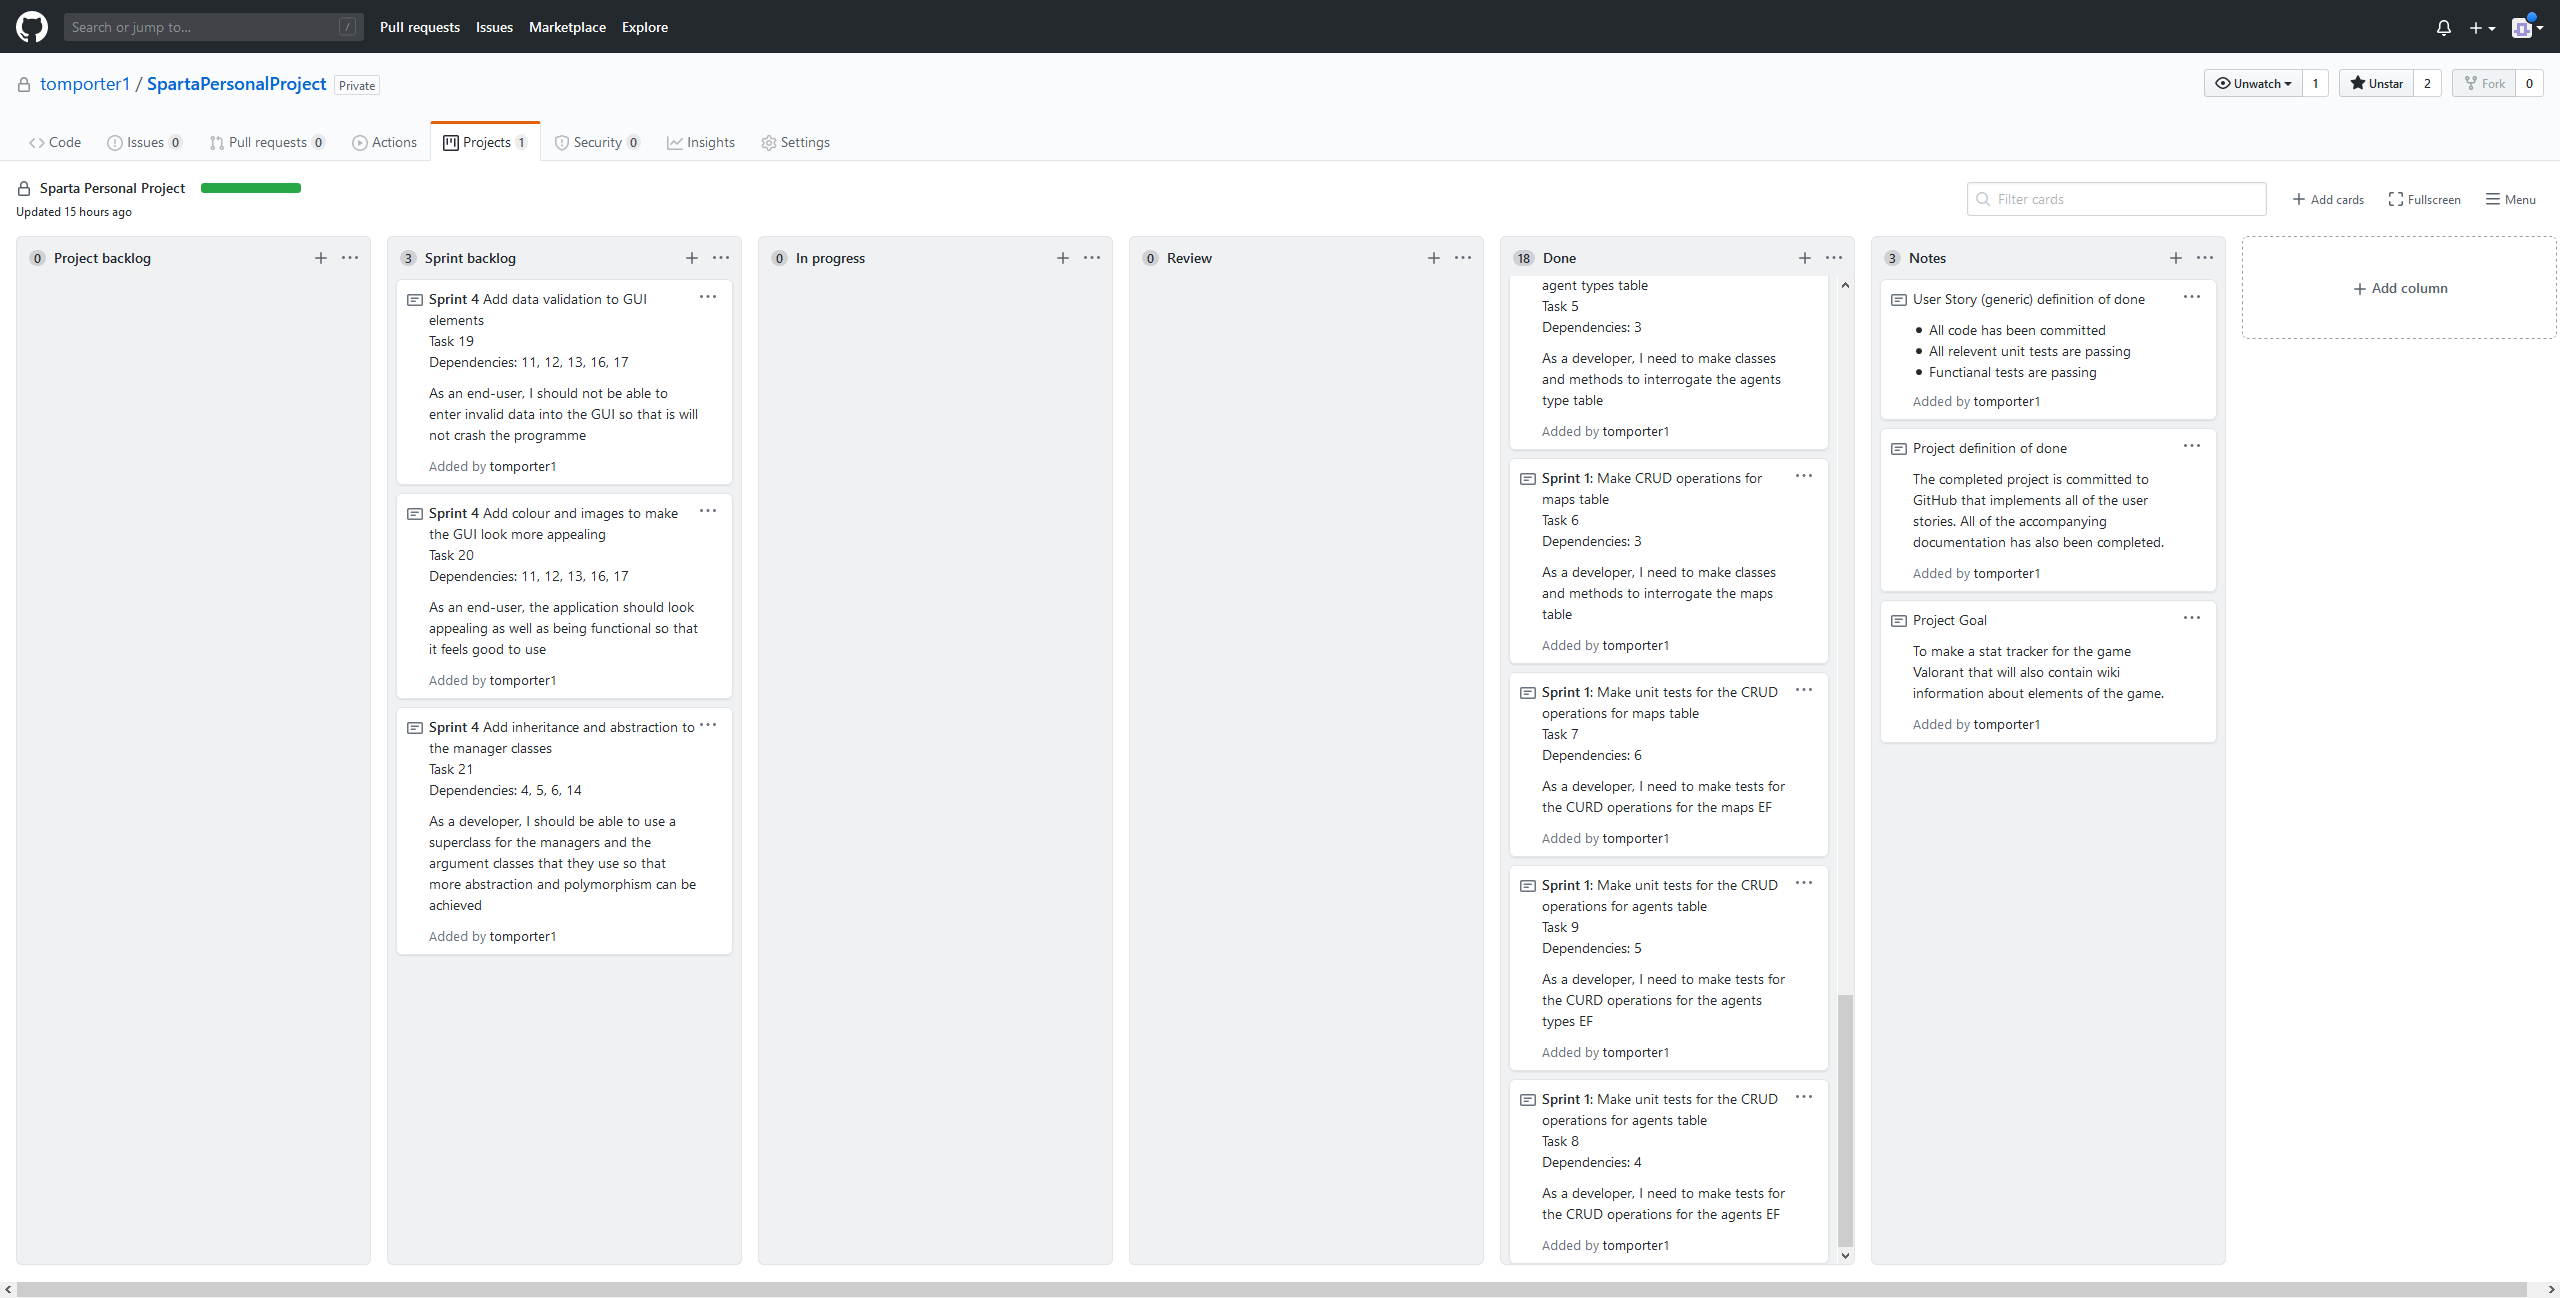 Search or jump to...
/
Pull requests
Issues
Marketplace
Explore
tomporter1 / SpartaPersonalProject
Private
Unwatch
1
Unstar
2
Fork
0
Code
Issues 0
Pull requests 0
Actions
Projects 1
Security 0
Insights
Settings
Sparta Personal Project
Updated 15 hours ago
Filter cards
Add cards
Fullscreen
Menu
0 Project backlog
3 Sprint backlog
Sprint 4 Add data validation to GUI
elements
Task 19
Dependencies: 11, 12, 13, 16, 17
As an end-user, I should not be able to
enter invalid data into the GUI so that is will
not crash the programme
Added by tomporter1
Sprint 4 Add colour and images to make
the GUI look more appealing
Task 20
Dependencies: 11, 12, 13, 16, 17
As an end-user, the application should look
appealing as well as being functional so that
it feels good to use
Added by tomporter1
Sprint 4 Add inheritance and abstraction to
the manager classes
Task 21
Dependencies: 4, 5, 6, 14
As a developer, I should be able to use a
superclass for the managers and the
argument classes that they use so that
more abstraction and polymorphism can be
achieved
Added by tomporter1
0 In progress
0 Review
18 Done
agent types table
Task 5
Dependencies: 3
As a developer, I need to make classes
and methods to interrogate the agents
type table
Added by tomporter1
Sprint 1: Make CRUD operations for
maps table
Task 6
Dependencies: 3
As a developer, I need to make classes
and methods to interrogate the maps
table
Added by tomporter1
Sprint 1: Make unit tests for the CRUD
operations for maps table
Task 7
Dependencies: 6
As a developer, I need to make tests for
the CURD operations for the maps EF
Added by tomporter1
Sprint 1: Make unit tests for the CRUD
operations for agents table
Task 9
Dependencies: 5
As a developer, I need to make tests for
the CURD operations for the agents
types EF
Added by tomporter1
Sprint 1: Make unit tests for the CRUD
operations for agents table
Task 8
Dependencies: 4
As a developer, I need to make tests for
the CRUD operations for the agents EF
Added by tomporter1
3 Notes
User Story (generic) definition of done
• All code has been committed
• All relevent unit tests are passing
• Functianal tests are passing
Added by tomporter1
Project definition of done
The completed project is committed to
GitHub that implements all of the user
stories. All of the accompanying
documentation has also been completed.
Added by tomporter1
Project Goal
To make a stat tracker for the game
Valorant that will also contain wiki
information about elements of the game.
Added by tomporter1
Add column